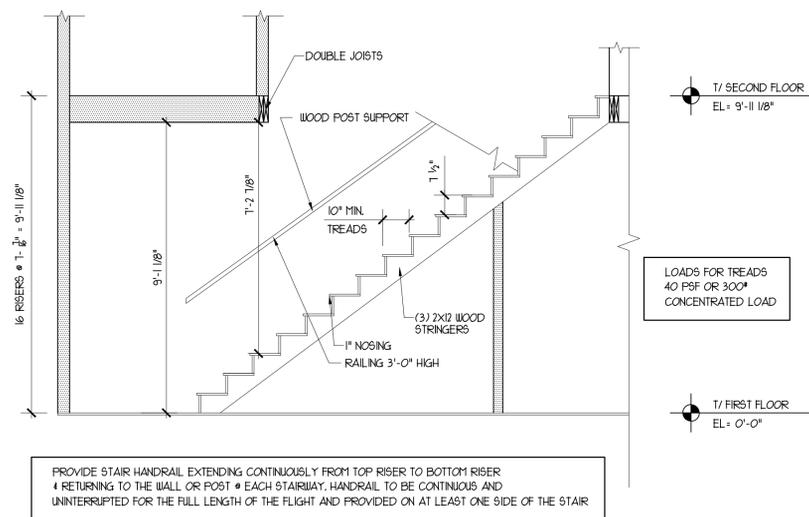 DOUBLE JOISTS
T/ SECOND FLOOR
EL= 9'-11 1/8"
WOOD POST SUPPORT
7 ½"
7'-2 7/8"
10" MIN.
TREADS
9'-1 1/8"
16 RISERS @ = 9'-11 1/8"
LOADS FOR TREADS
40 PSF OR 300#
CONCENTRATED LOAD
(3) 2X12 WOOD
STRINGERS
1" NOSING
RAILING 3'-0" HIGH
T/ FIRST FLOOR
EL= 0'-0"
PROVIDE STAIR HANDRAIL EXTENDING CONTINUOUSLY FROM TOP RISER TO BOTTOM RISER
& RETURNING TO THE WALL OR POST @ EACH STAIRWAY, HANDRAIL TO BE CONTINUOUS AND
UNINTERRUPTED FOR THE FULL LENGTH OF THE FLIGHT AND PROVIDED ON AT LEAST ONE SIDE OF THE STAIR